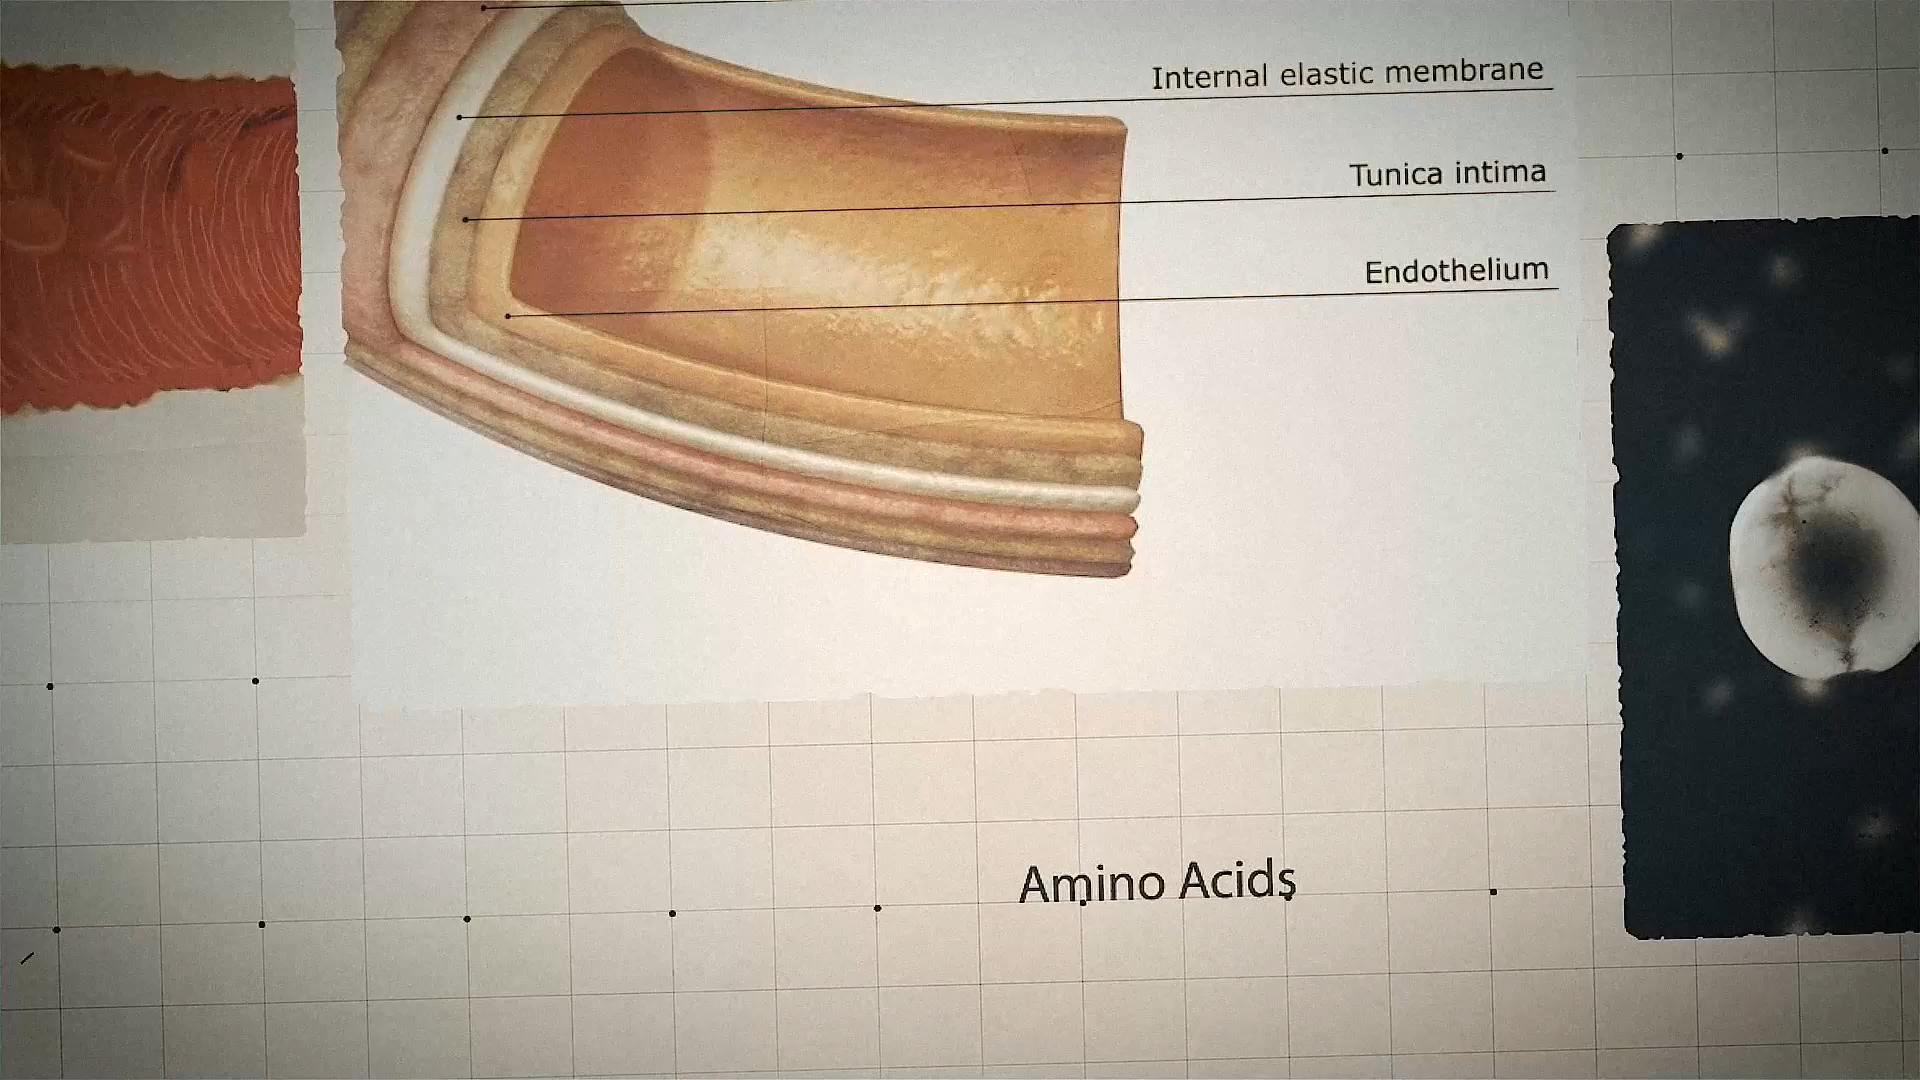 Internal elastic membrane
Tunica intima
Endothelium
Amino Acids